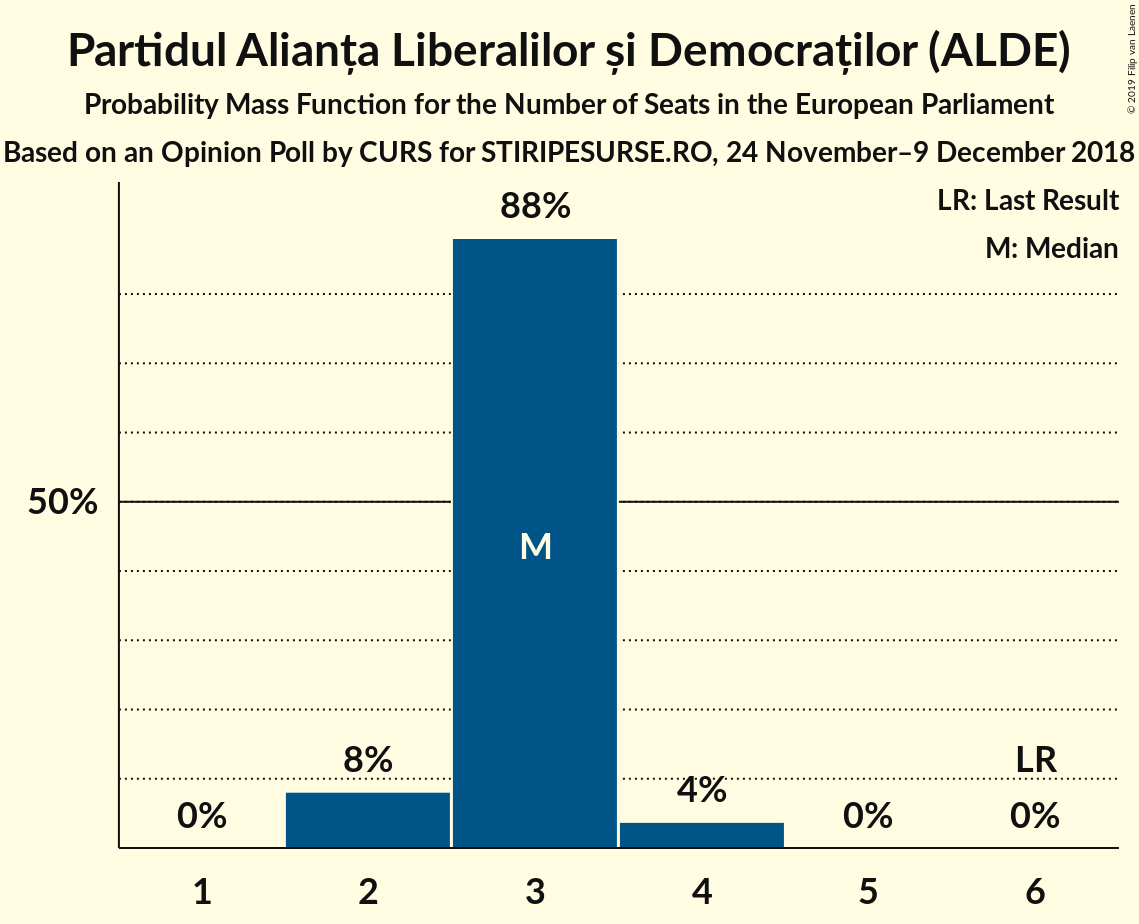 Partidul Alianța Liberalilor și Democraților (ALDE)
Probability Mass Function for the Number of Seats in the European Parliament
Based on an Opinion Poll by CURS for STIRIPESURSE.RO, 24 November–9 December 2018
© 2019 Filip van Laenen
LR: Last Result
M: Median
88%
50%
M
8%
LR
0%
4%
0%
0%
1 2 3 4 5 6